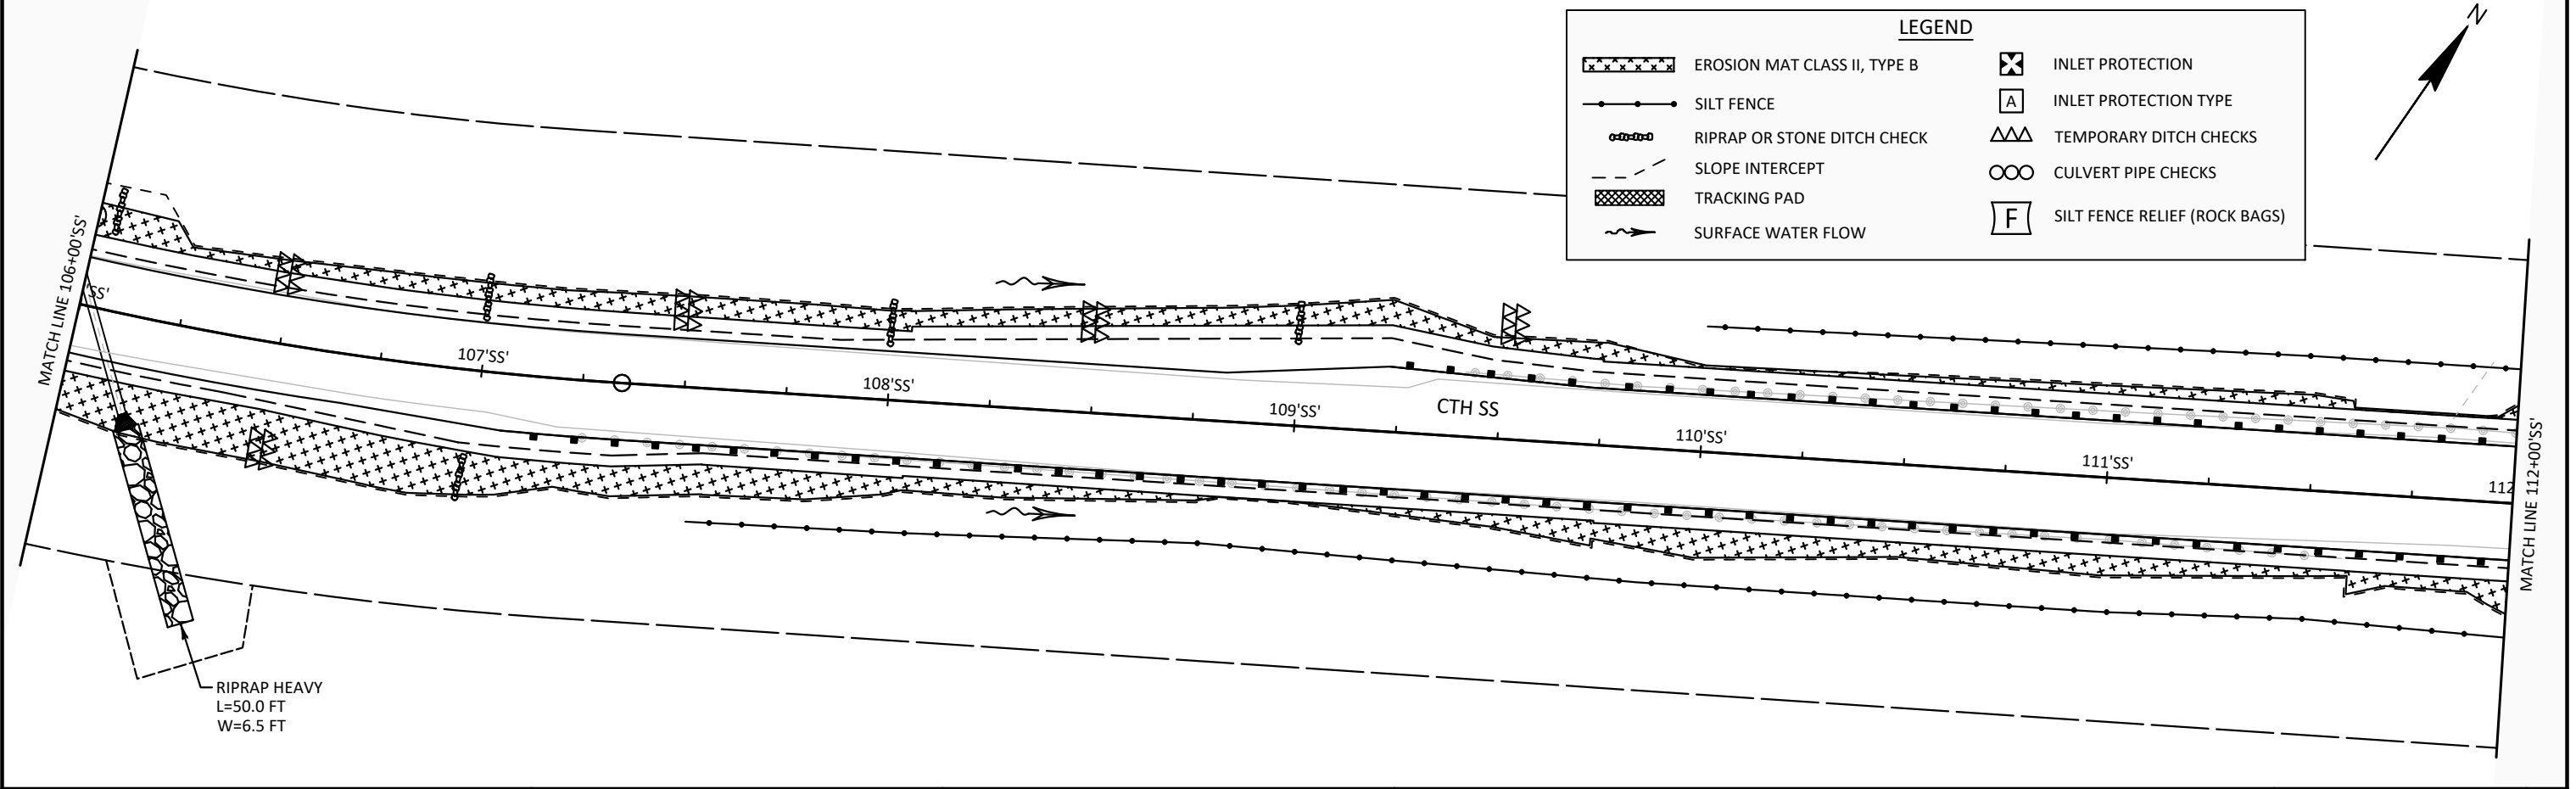 LEGEND
EROSION MAT CLASS II, TYPE B
SILT FENCE
RIPRAP OR STONE DITCH CHECK
SLOPE INTERCEPT
TRACKING PAD
SURFACE WATER FLOW
INLET PROTECTION
A INLET PROTECTION TYPE
TEMPORARY DITCH CHECKS
CULVERT PIPE CHECKS
F SILT FENCE RELIEF (ROCK BAGS)
N
MATCH LINE 106+00'SS'
'SS'
107'SS'
108'SS'
109'SS'
CTH SS
110'SS'
111'SS'
112
MATCH LINE 112+00'SS'
RIPRAP HEAVY
L=50.0 FT
W=6.5 FT